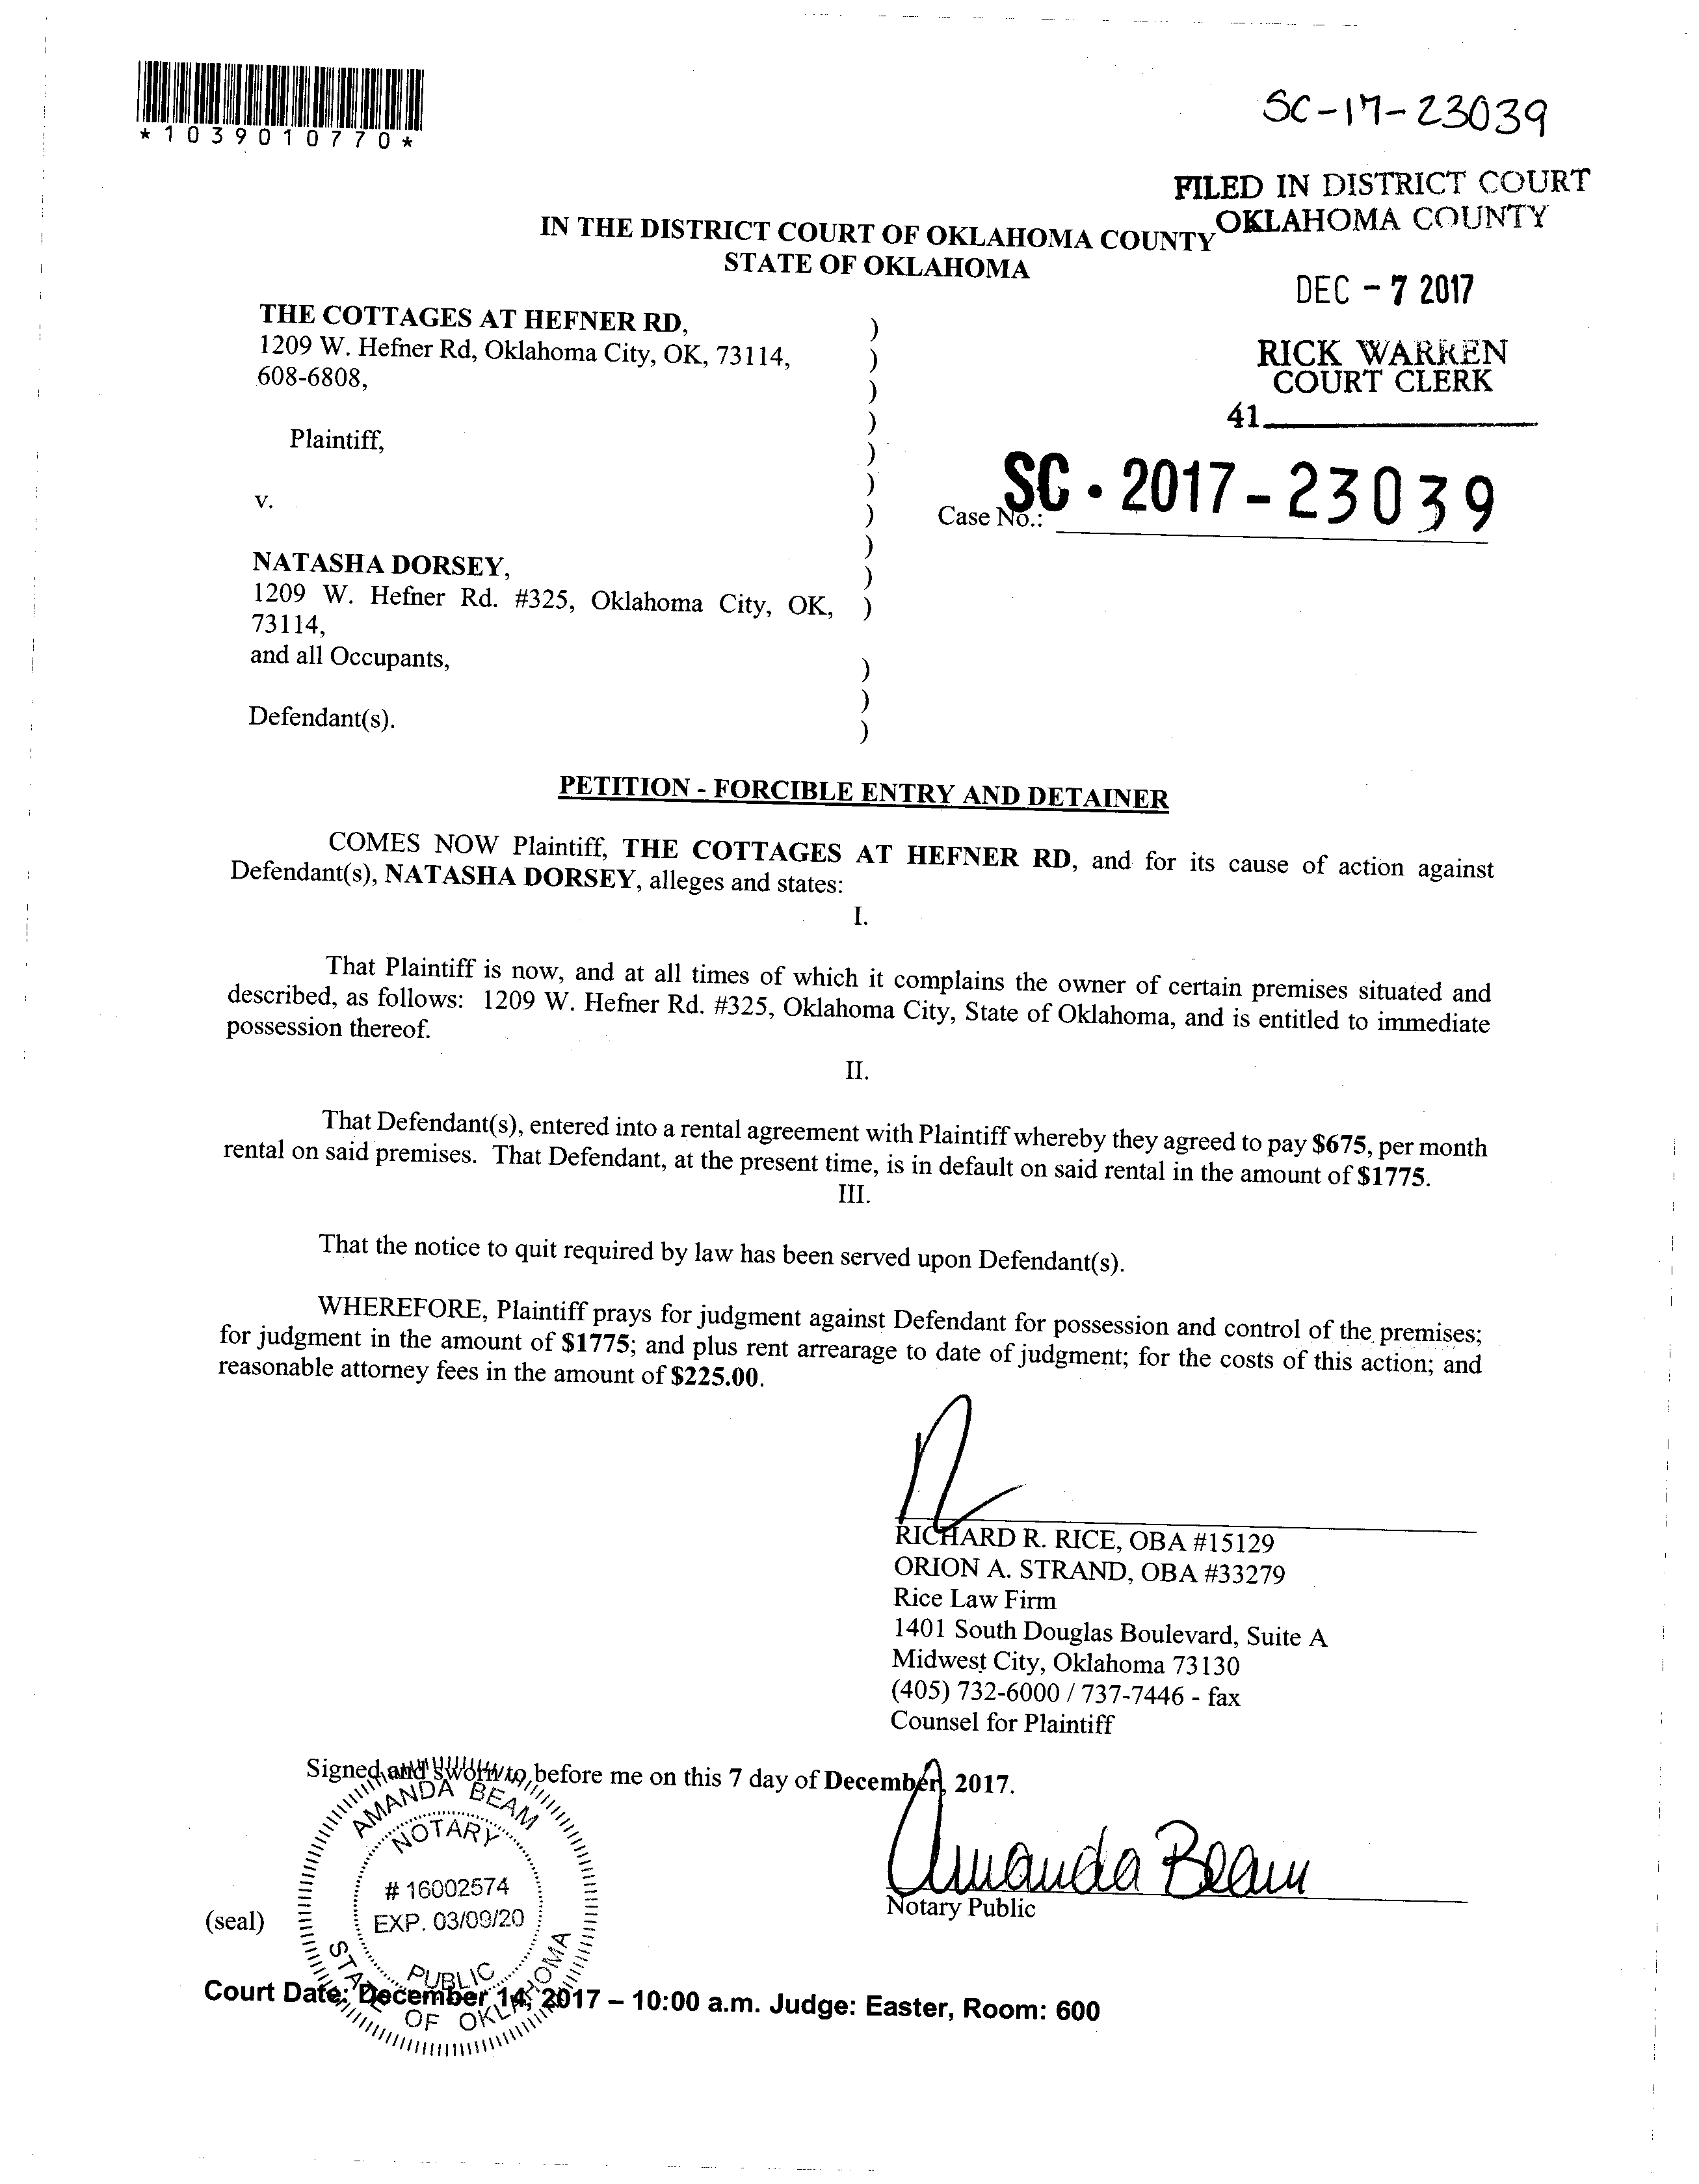 *1039010770*
SC-17-23039
FILED IN DISTRICT COURT
OKLAHOMA COUNTY
IN THE DISTRICT COURT OF OKLAHOMA COUNTY
STATE OF OKLAHOMA
DEC - 7 2017
RICK WARREN
COURT CLERK
41
THE COTTAGES AT HEFNER RD, )
1209 W. Hefner Rd, Oklahoma City, OK, 73114, )
608-6808, )
)
Plaintiff, )
)
v. )
SC • 2017 - 23039
Case No.:
)
NATASHA DORSEY, )
1209 W. Hefner Rd. #325, Oklahoma City, OK, )
73114,
and all Occupants, )
)
Defendant(s). )
PETITION - FORCIBLE ENTRY AND DETAINER
COMES NOW Plaintiff, THE COTTAGES AT HEFNER RD, and for its cause of action against
Defendant(s), NATASHA DORSEY, alleges and states:
I.
That Plaintiff is now, and at all times of which it complains the owner of certain premises situated and
described, as follows: 1209 W. Hefner Rd. #325, Oklahoma City, State of Oklahoma, and is entitled to immediate
possession thereof.
II.
That Defendant(s), entered into a rental agreement with Plaintiff whereby they agreed to pay $675, per month
rental on said premises. That Defendant, at the present time, is in default on said rental in the amount of $1775.
III.
That the notice to quit required by law has been served upon Defendant(s).
WHEREFORE, Plaintiff prays for judgment against Defendant for possession and control of the premises;
for judgment in the amount of $1775; and plus rent arrearage to date of judgment; for the costs of this action; and
reasonable attorney fees in the amount of $225.00.
RICHARD R. RICE, OBA #15129
ORION A. STRAND, OBA #33279
Rice Law Firm
1401 South Douglas Boulevard, Suite A
Midwest City, Oklahoma 73130
(405) 732-6000 / 737-7446 - fax
Counsel for Plaintiff
Signed and sworn to before me on this 7 day of December, 2017.
AMANDA BEAM
NOTARY
# 16002574
EXP. 03/09/20
PUBLIC
STATE OF OKLAHOMA
Amanda Beam
Notary Public
(seal)
Court Date: December 14, 2017 – 10:00 a.m. Judge: Easter, Room: 600